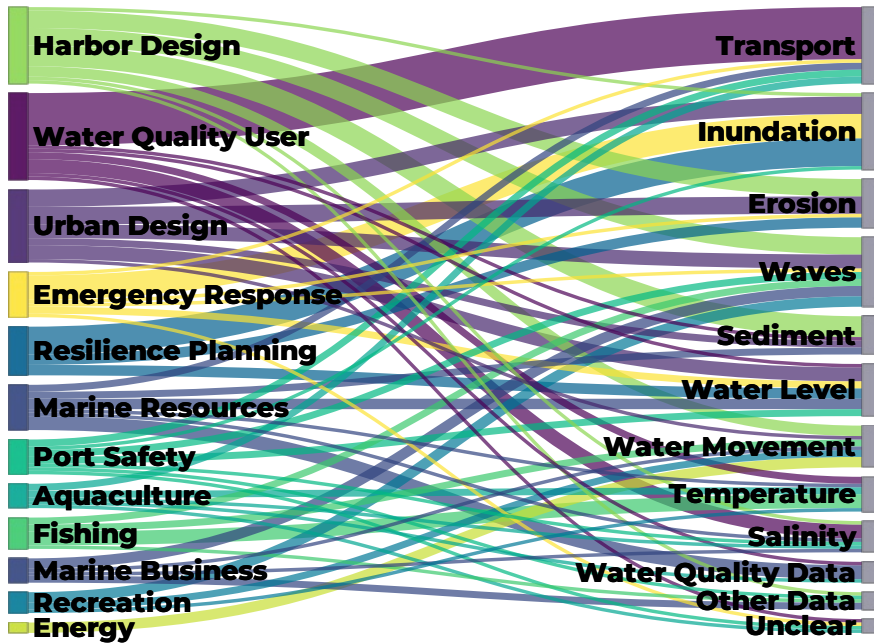 Harbor Design
Water Quality User
Urban Design
Emergency Response
Resilience Planning
Marine Resources
Port Safety
Aquaculture
Fishing
Marine Business
Recreation
Energy
Transport
Inundation
Erosion
Waves
Sediment
Water Level
Water Movement
Temperature
Salinity
Water Quality Data
Other Data
Unclear